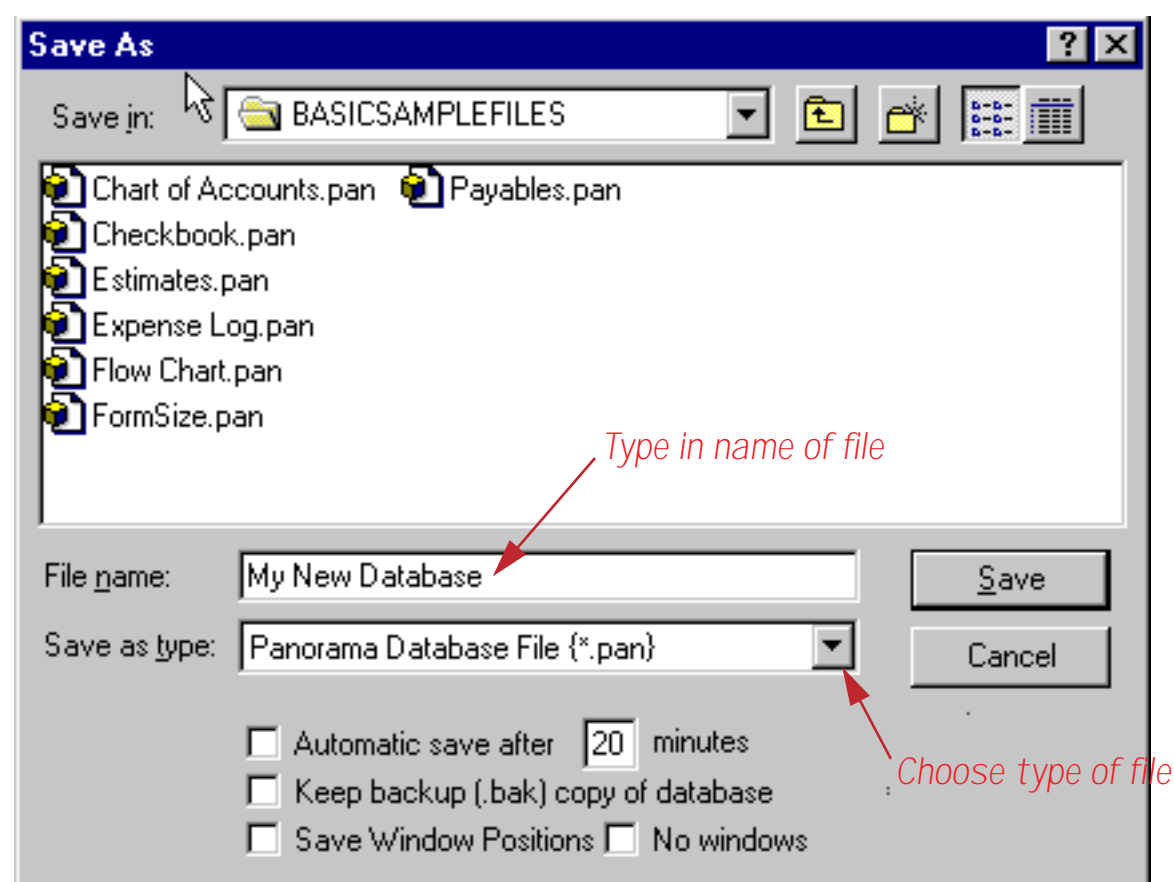 Save As
Save in: BASICSAMPLEFILES
Chart of Accounts.pan Payables.pan
Checkbook.pan
Estimates.pan
Expense Log.pan
Flow Chart.pan
FormSize.pan
Type in name of file
File name: My New Database Save
Save as type: Panorama Database File {*.pan} Cancel
Automatic save after 20 minutes
Choose type of file
Keep backup (.bak) copy of database
Save Window Positions No windows